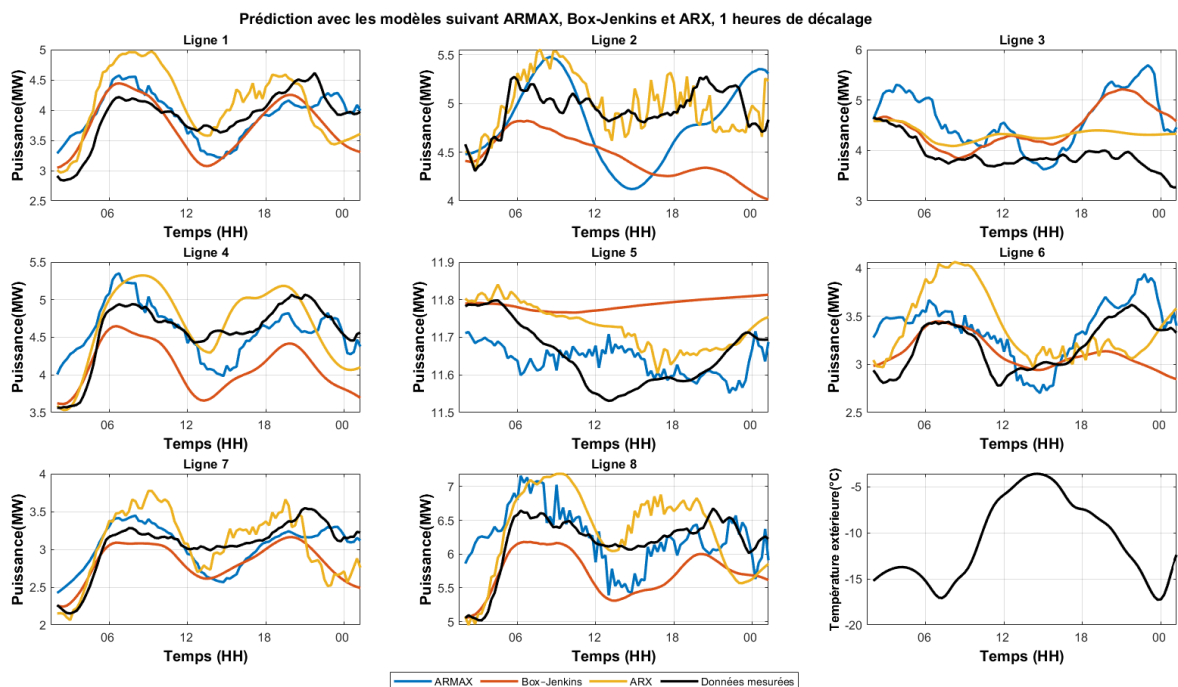 Prédiction avec les modèles suivant ARMAX, Box-Jenkins et ARX, 1 heures de décalage
Ligne 1
Puissance(MW)
5
4.5
4
3.5
3
2.5
06 12 18 00
Temps (HH)
Ligne 2
Puissance(MW)
5.5
5
4.5
4
06 12 18 00
Temps (HH)
Ligne 3
Puissance(MW)
6
5
4
3
06 12 18 00
Temps (HH)
Ligne 4
Puissance(MW)
5.5
5
4.5
4
3.5
06 12 18 00
Temps (HH)
Ligne 5
Puissance(MW)
11.9
11.8
11.7
11.6
11.5
06 12 18 00
Temps (HH)
Ligne 6
Puissance(MW)
4
3.5
3
2.5
06 12 18 00
Temps (HH)
Ligne 7
Puissance(MW)
4
3.5
3
2.5
2
06 12 18 00
Temps (HH)
Ligne 8
Puissance(MW)
7
6.5
6
5.5
5
06 12 18 00
Temps (HH)
Température extérieure(°C)
-5
-10
-15
-20
06 12 18 00
Temps (HH)
ARMAX Box-Jenkins ARX Données mesurées